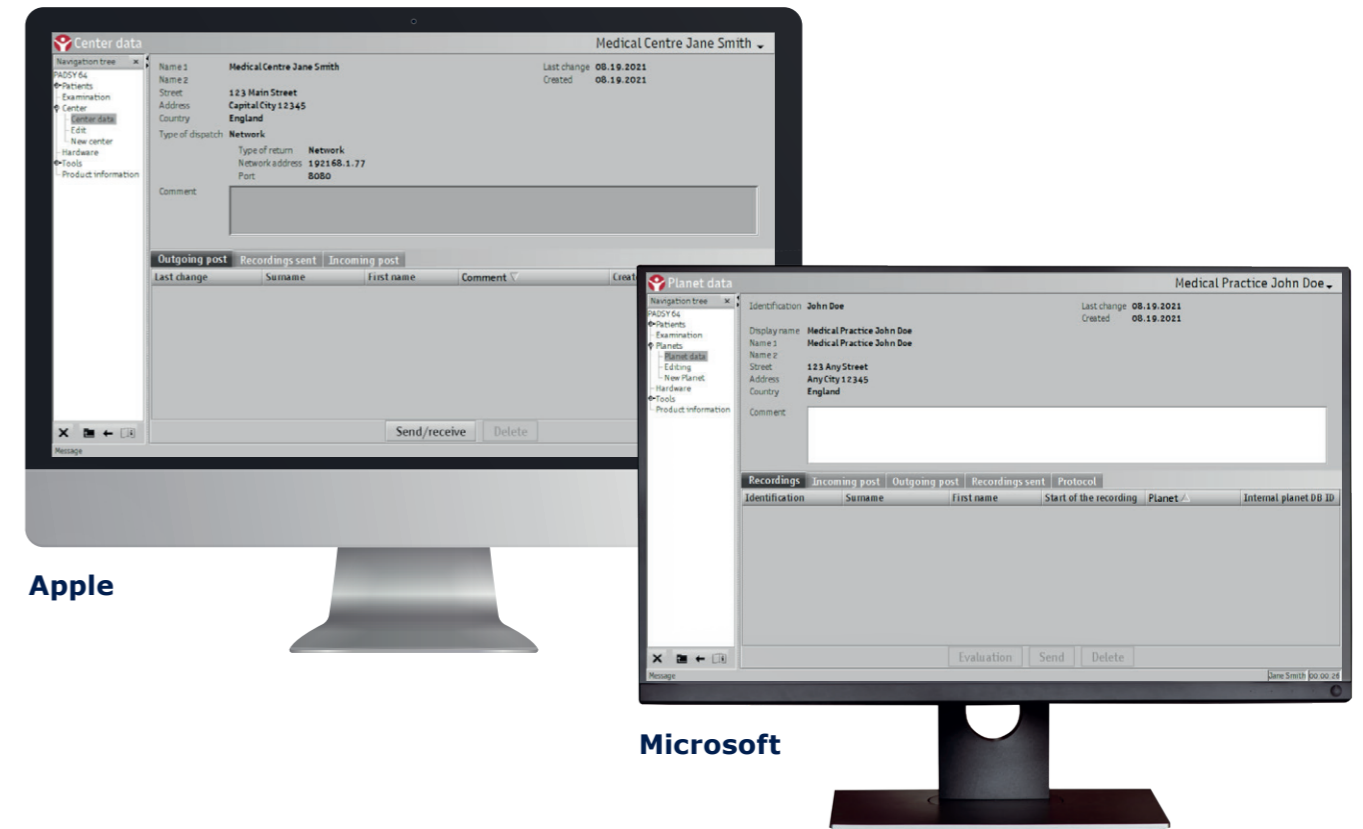 Center data
Medical Centre Jane Smith
Navigation tree
PADSY 64
Patients
Examination
Center
Center data
Edit
New center
Hardware
Tools
Product information
Name 1 Medical Centre Jane Smith
Name 2
Street 123 Main Street
Address Capital City 12345
Country England
Type of dispatch Network
Type of return Network
Network address 192168.1.77
Port 8080
Comment
Last change 08.19.2021
Created 08.19.2021
Outgoing post Recordings sent Incoming post
Last change Surname First name Comment Creat
Send/receive Delete
Message
Apple
Planet data
Medical Practice John Doe
Navigation tree
PADSY 64
Patients
Examination
Planets
Planet data
Editing
New Planet
Hardware
Tools
Product information
Identification John Doe
Display name Medical Practice John Doe
Name 1 Medical Practice John Doe
Name 2
Street 123 Any Street
Address Any City 12345
Country England
Comment
Last change 08.19.2021
Created 08.19.2021
Recordings Incoming post Outgoing post Recordings sent Protocol
Identification Surname First name Start of the recording Planet Internal planet DB ID
Evaluation Send Delete
Message
Jane Smith 00:00:26
Microsoft